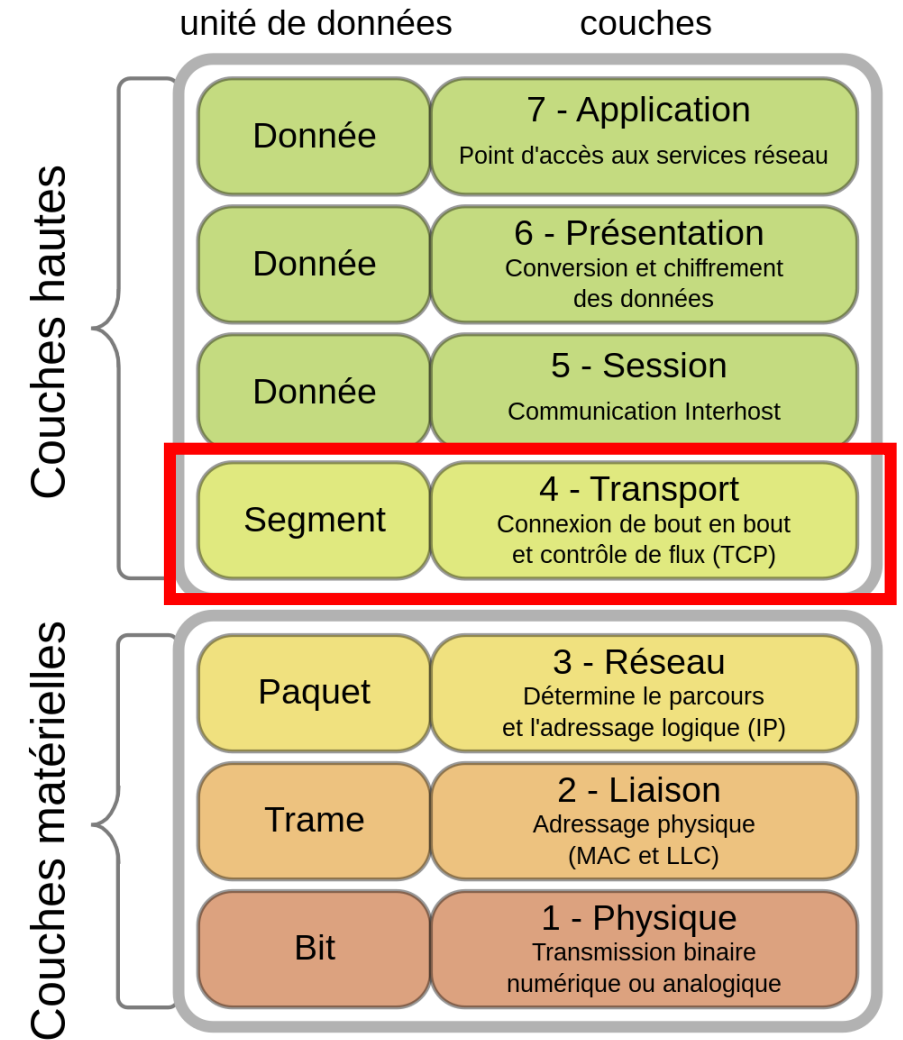 unité de données couches
Couches hautes
Donnée
7 - Application
Point d'accès aux services réseau
Donnée
6 - Présentation
Conversion et chiffrement
des données
Donnée
5 - Session
Communication Interhost
Segment
4 - Transport
Connexion de bout en bout
et contrôle de flux (TCP)
Couches matérielles
Paquet
3 - Réseau
Détermine le parcours
et l'adressage logique (IP)
Trame
2 - Liaison
Adressage physique
(MAC et LLC)
Bit
1 - Physique
Transmission binaire
numérique ou analogique